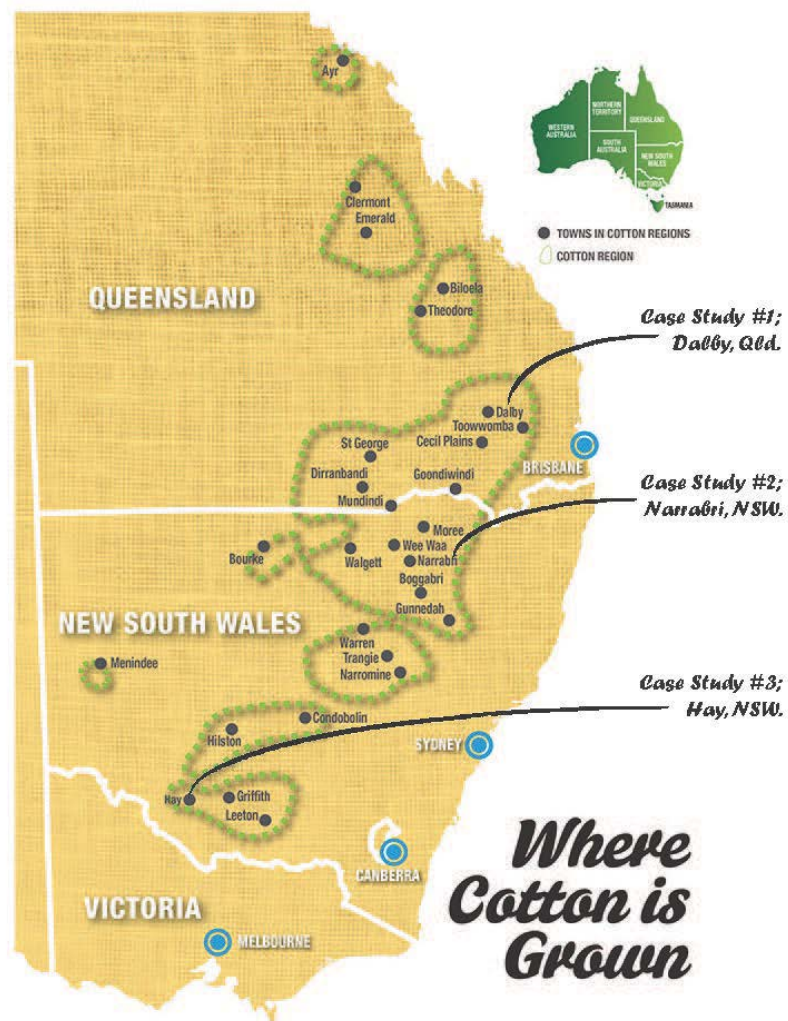 Ayr
WESTERN
AUSTRALIA
NORTHERN
TERRITORY
QUEENSLAND
SOUTH
AUSTRALIA
NEW SOUTH
WALES
VICTORIA
TASMANIA
TOWNS IN COTTON REGIONS
COTTON REGION
Clermont
Emerald
QUEENSLAND
Biloela
Theodore
Case Study #1;
Dalby, Qld.
Dalby
Toowwomba
Cecil Plains
St George
Dirranbandi
Goondiwindi
Mundindi
BRISBANE
Case Study #2;
Narrabri, NSW.
Moree
Wee Waa
Narrabri
Boggabri
Gunnedah
Walgett
Bourke
NEW SOUTH WALES
Warren
Trangie
Narromine
Menindee
Case Study #3;
Hay, NSW.
Condobolin
Hilston
SYDNEY
Hay
Griffith
Leeton
CANBERRA
VICTORIA
MELBOURNE
Where
Cotton is
Grown